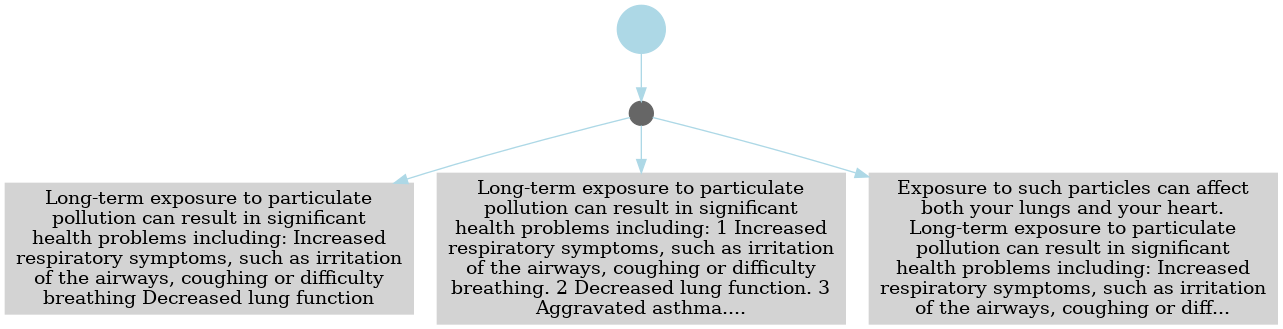 Long-term exposure to particulate
pollution can result in significant
health problems including: Increased
respiratory symptoms, such as irritation
of the airways, coughing or difficulty
breathing Decreased lung function
Long-term exposure to particulate
pollution can result in significant
health problems including: 1 Increased
respiratory symptoms, such as irritation
of the airways, coughing or difficulty
breathing. 2 Decreased lung function. 3
Aggravated asthma....
Exposure to such particles can affect
both your lungs and your heart.
Long-term exposure to particulate
pollution can result in significant
health problems including: Increased
respiratory symptoms, such as irritation
of the airways, coughing or diff...